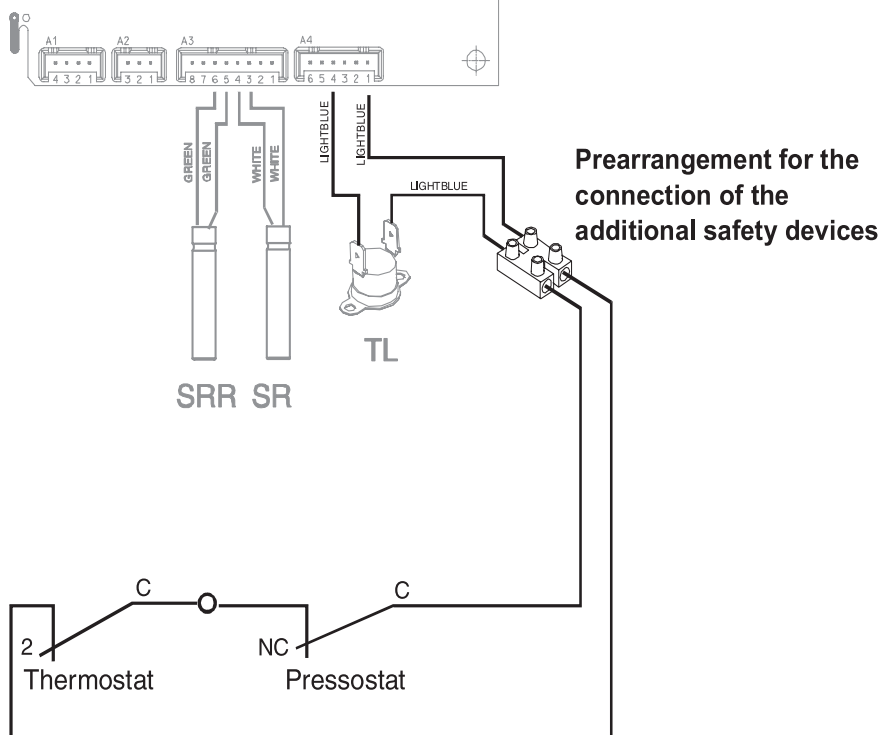 A1 A2 A3 A4
4 3 2 1 3 2 1 8 7 6 5 4 3 2 1 6 5 4 3 2 1
GREEN
GREEN
WHITE
WHITE
LIGHTBLUE
LIGHTBLUE
LIGHTBLUE
Prearrangement for the
connection of the
additional safety devices
TL
SRR SR
C
C
2
NC
Thermostat
Pressostat